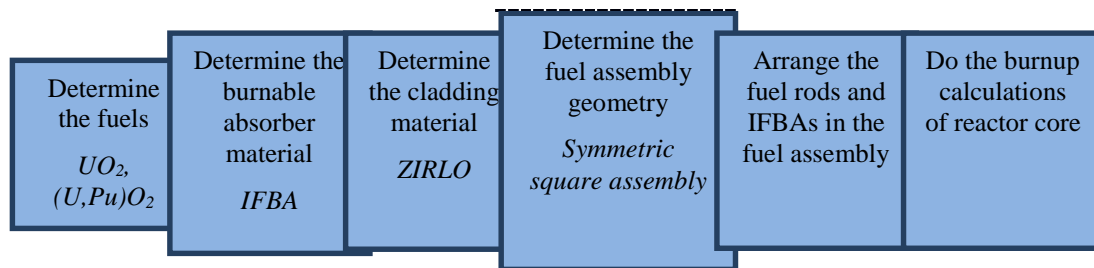 Determine
the fuels
UO2,
(U,Pu)O2
Determine the
burnable
absorber
material
IFBA
Determine
the cladding
material
ZIRLO
Determine the
fuel assembly
geometry
Symmetric
square assembly
Arrange the
fuel rods and
IFBAs in the
fuel assembly
Do the burnup
calculations
of reactor core